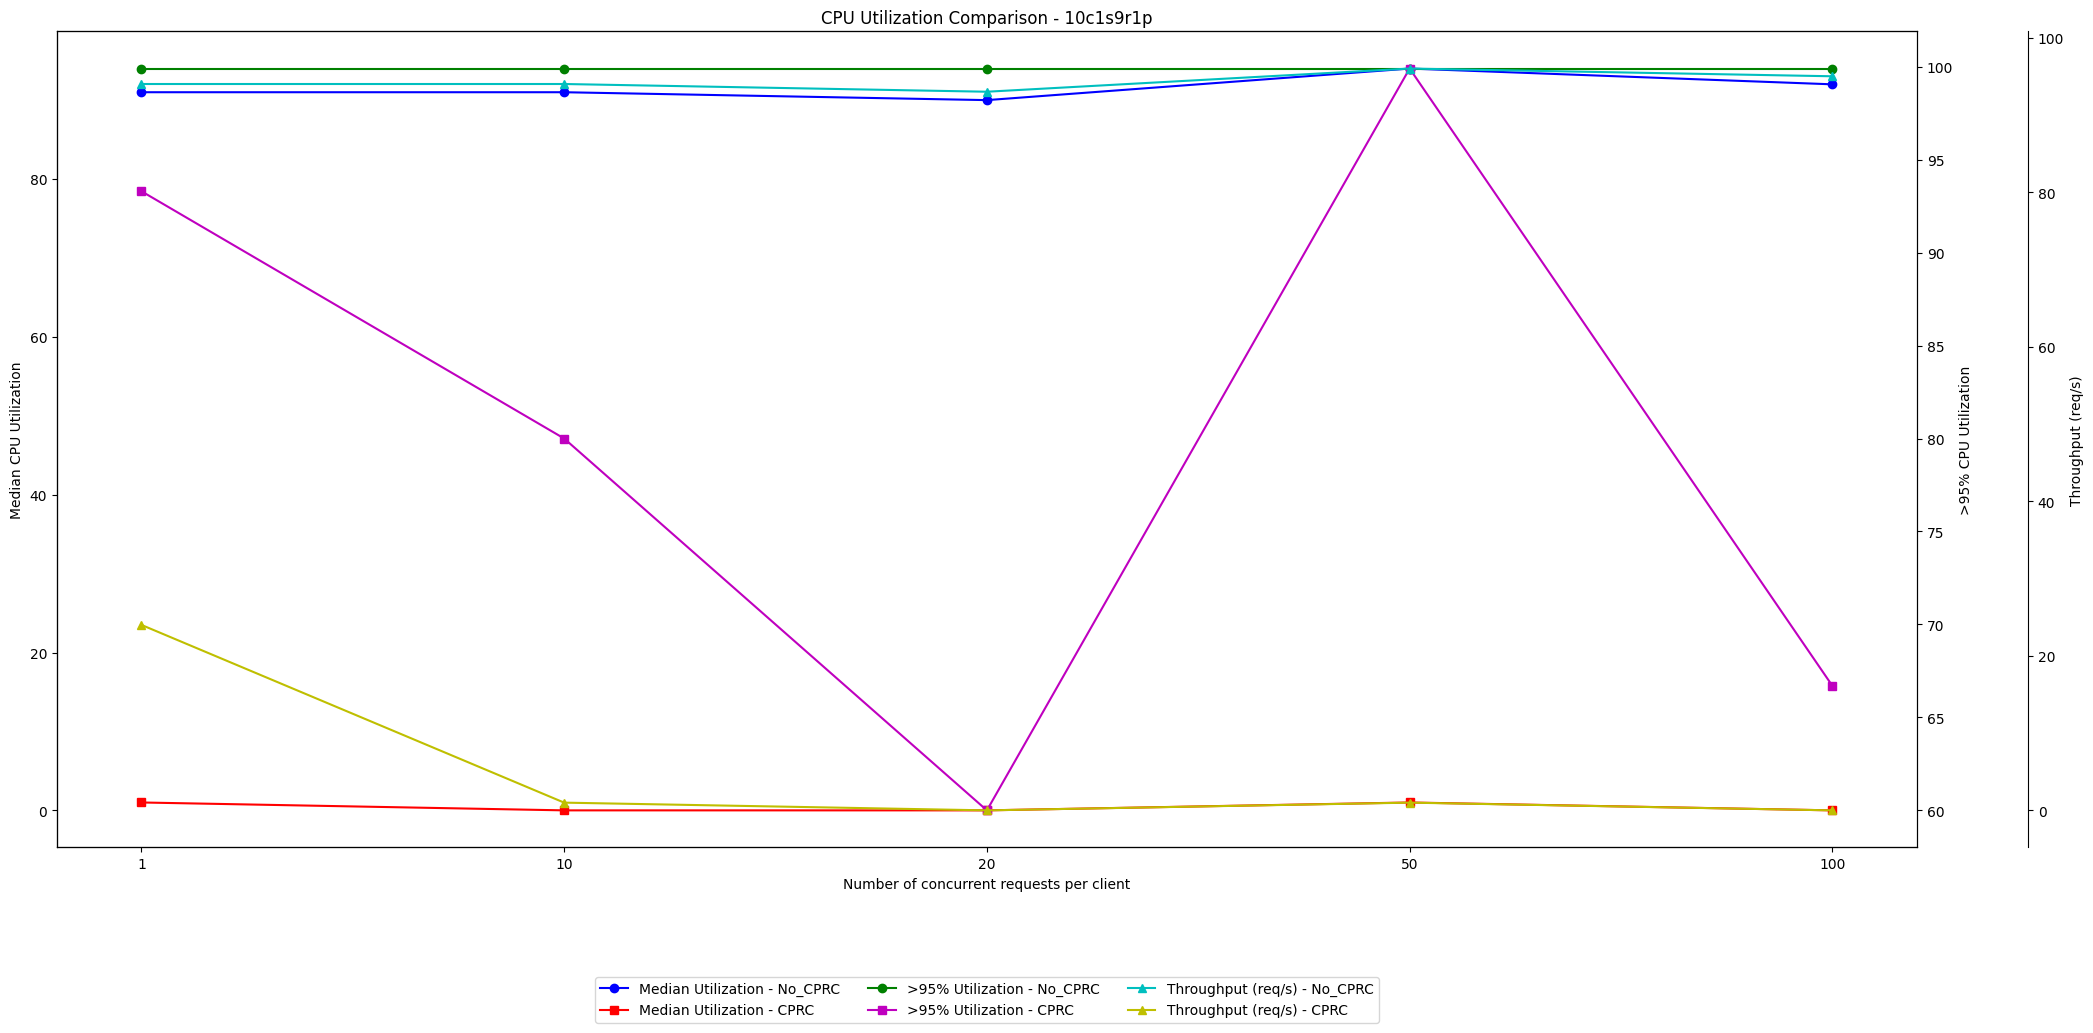 CPU Utilization Comparison - 10c1s9r1p
Median CPU Utilization
80
60
40
20
0
1
10
20
50
100
Number of concurrent requests per client
100
95
90
85
80
75
70
65
60
>95% CPU Utilization
100
80
60
40
20
0
Throughput (req/s)
Median Utilization - No_CPRC
>95% Utilization - No_CPRC
Throughput (req/s) - No_CPRC
Median Utilization - CPRC
>95% Utilization - CPRC
Throughput (req/s) - CPRC